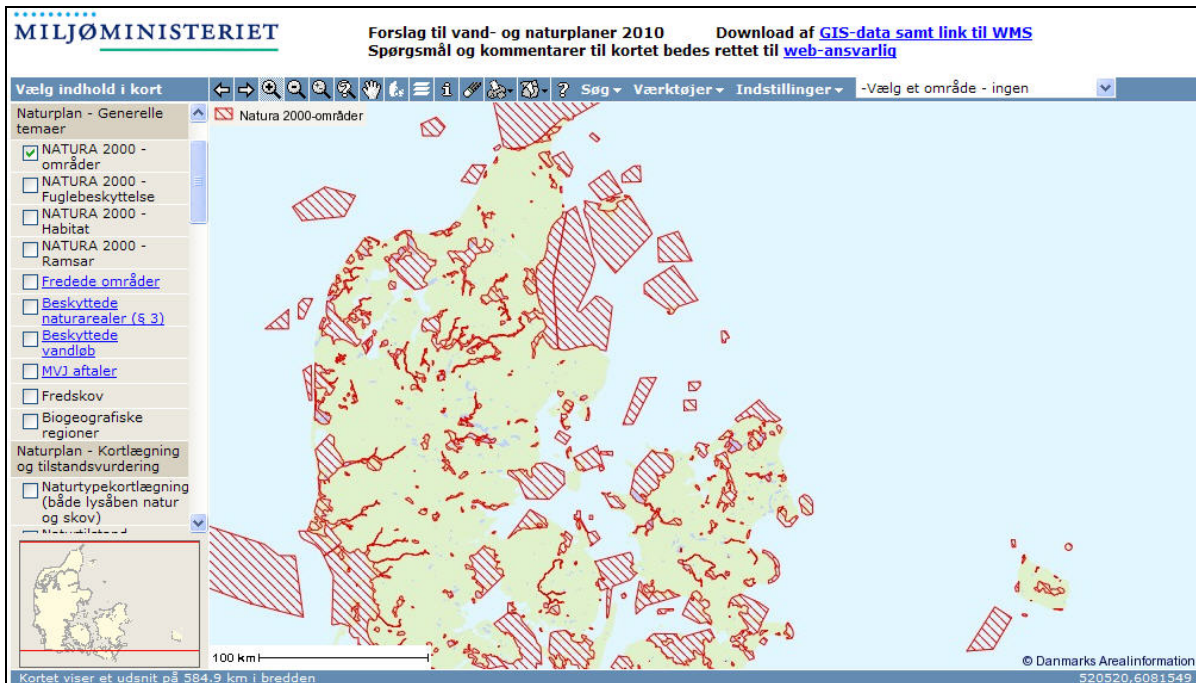 MILJØMINISTERIET
Forslag til vand- og naturplaner 2010 Download af GIS-data samt link til WMS
Spørgsmål og kommentarer til kortet bedes rettet til web-ansvarlig
Vælg indhold i kort
Søg Værktøjer Indstillinger -Vælg et område - ingen
Naturplan - Generelle
temaer
NATURA 2000 -
områder
NATURA 2000 -
Fuglebeskyttelse
NATURA 2000 -
Habitat
NATURA 2000 -
Ramsar
Fredede områder
Beskyttede
naturarealer (§ 3)
Beskyttede
vandløb
MVJ aftaler
Fredskov
Biogeografiske
regioner
Naturplan - Kortlægning
og tilstandsvurdering
Naturtypekortlægning
(både lysåben natur
og skov)
Natura 2000-områder
100 km
© Danmarks Arealinformation
Kortet viser et udsnit på 584.9 km i bredden
520520,6081549